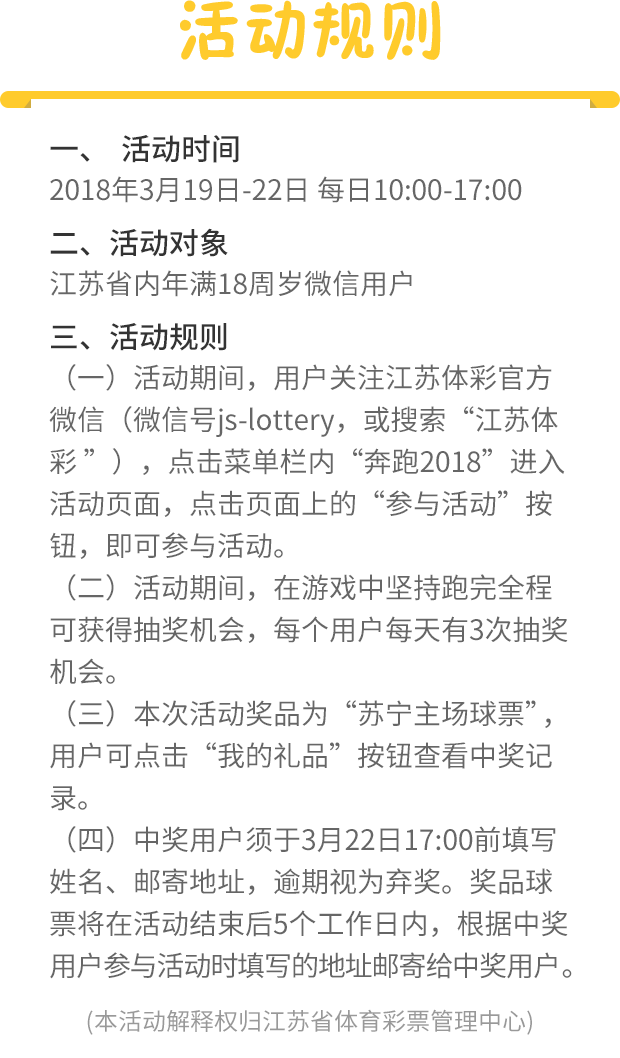 活动规则
一、 活动时间
2018年3月19日-22日 每日10:00-17:00
二、活动对象
江苏省内年满18周岁微信用户
三、活动规则
（一）活动期间，用户关注江苏体彩官方
微信（微信号js-lottery，或搜索“江苏体
彩 ”），点击菜单栏内“奔跑2018”进入
活动页面，点击页面上的“参与活动”按
钮，即可参与活动。
（二）活动期间，在游戏中坚持跑完全程
可获得抽奖机会，每个用户每天有3次抽奖
机会。
（三）本次活动奖品为“苏宁主场球票”，
用户可点击“我的礼品”按钮查看中奖记
录。
（四）中奖用户须于3月22日17:00前填写
姓名、邮寄地址，逾期视为弃奖。奖品球
票将在活动结束后5个工作日内，根据中奖
用户参与活动时填写的地址邮寄给中奖用户。
(本活动解释权归江苏省体育彩票管理中心)